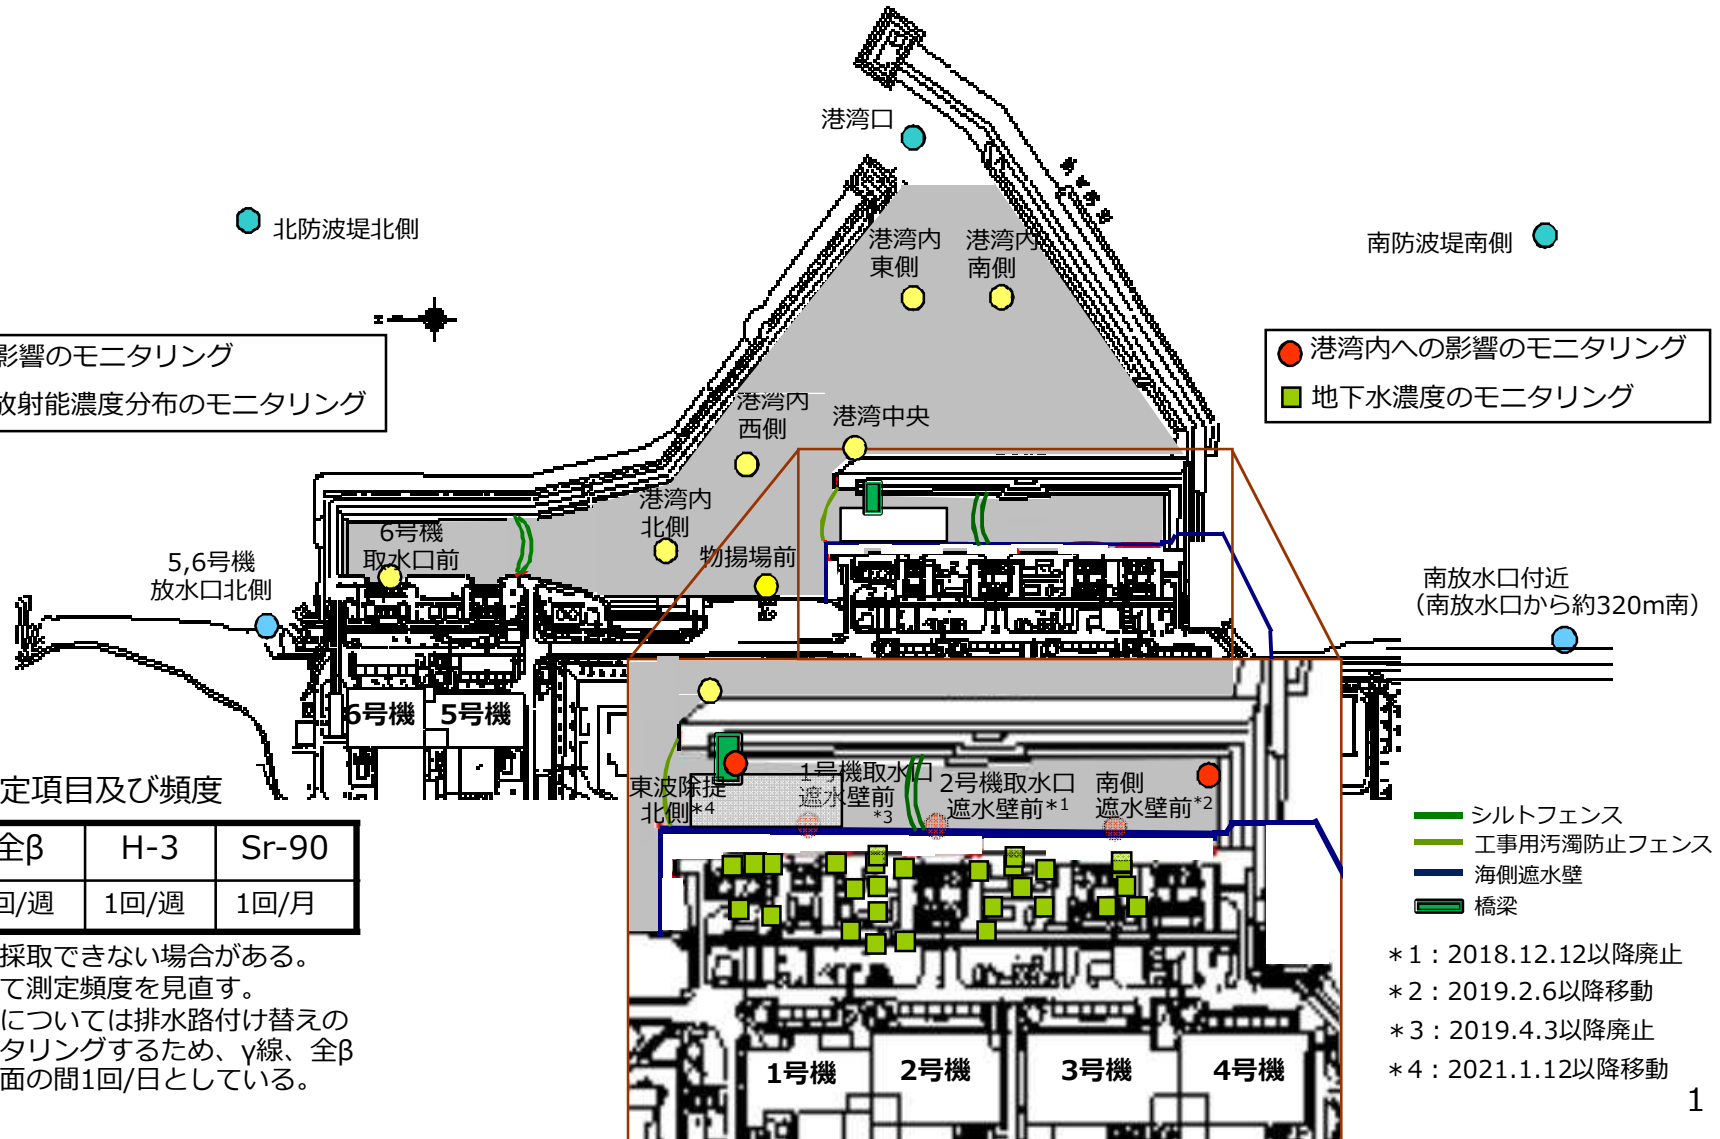 港湾口
北防波堤北側
港湾内
東側
港湾内
南側
南防波堤南側
影響のモニタリング
放射能濃度分布のモニタリング
港湾内への影響のモニタリング
地下水濃度のモニタリング
港湾内
西側
港湾中央
港湾内
北側
6号機
取水口前
物揚場前
5,6号機
放水口北側
南放水口付近
（南放水口から約320m南）
6号機
5号機
東波除堤
北側*4
1号機取水口
遮水壁前
*3
2号機取水口
遮水壁前*1
南側
遮水壁前*2
定項目及び頻度
全β H-3 Sr-90
回/週 1回/週 1回/月
採取できない場合がある。
て測定頻度を見直す。
については排水路付け替えの
タリングするため、γ線、全β
面の間1回/日としている。
シルトフェンス
工事用汚濁防止フェンス
海側遮水壁
橋梁
＊1：2018.12.12以降廃止
＊2：2019.2.6以降移動
＊3：2019.4.3以降廃止
＊4：2021.1.12以降移動
1号機
2号機
3号機
4号機
1